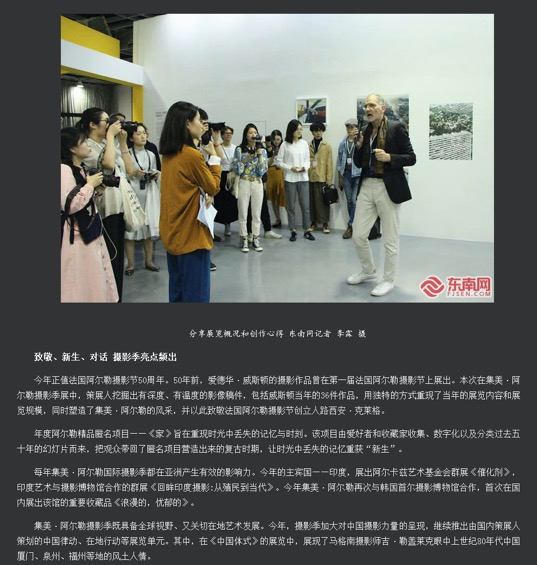 东南网
FJSEN.COM
分享展览概况和创作心得 东南网记者 李霖 摄
致敬、新生、对话 摄影季亮点频出
今年正值法国阿尔勒摄影节50周年。50年前，爱德华·威斯顿的摄影作品曾在第一届法国阿尔勒摄影节上展出。本次在集美·阿
尔勒摄影季展中，策展人挖掘出有深度、有温度的影像稿件，包括威斯顿当年的36件作品，用独特的方式重现了当年的展览内容和展
览规模，同时塑造了集美·阿尔勒的风采，并以此致敬法国阿尔勒摄影节创立人路西安·克莱格。
年度阿尔勒精品匿名项目——《家》旨在重现时光中丢失的记忆与时刻。该项目由爱好者和收藏家收集、数字化以及分类过去五
十年的幻灯片而来，把观众带回了匿名项目营造出来的复古时期，让时光中丢失的记忆重获“新生”。
每年集美·阿尔勒国际摄影季都在亚洲产生有效的影响力。今年的主宾国——印度，展出阿尔卡兹艺术基金会群展《催化剂》，
印度艺术与摄影博物馆合作的群展《回眸印度摄影:从殖民到当代》。今年集美·阿尔勒再次与韩国首尔摄影博物馆合作，首次在国
内展出该馆的重要收藏品《浪漫的，忧郁的》。
集美·阿尔勒摄影季既具备全球视野、又关切在地艺术发展。今年，摄影季加大对中国摄影力量的呈现，继续推出由国内策展人
策划的中国律动、在地行动等展览单元。其中，在《中国休式》的展览中，展现了马格南摄影师吉·勒盖莱克眼中上世纪80年代中国
厦门、泉州、福州等地的风土人情。